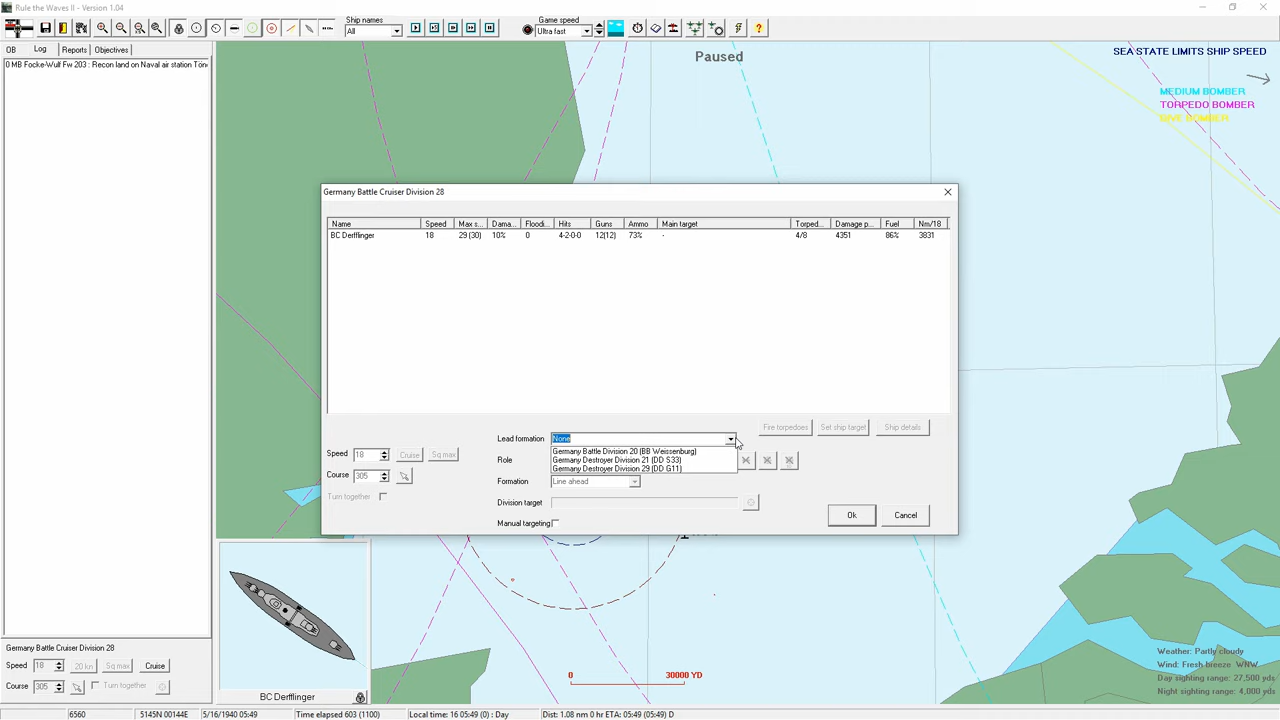 Rule the Waves II - Version 1.04
Ship names
All
Game speed
Ultra fast
OB
Log
Reports
Objectives
0 MB Focke-Wulf Fw 203 : Recon land on Naval air station Tön
Paused
SEA STATE LIMITS SHIP SPEED
MEDIUM BOMBER
TORPEDO BOMBER
DIVE BOMBER
Germany Battle Cruiser Division 28
Name Speed Max s... Dama... Floodi... Hits Guns Ammo Main target Torped... Damage p... Fuel Nm/18
BC Derfflinger 18 29 (30) 10% 0 4-2-0-0 12(12) 73% - 4/8 4351 86% 3831
Lead formation None
Germany Battle Division 20 (BB Weissenburg)
Germany Destroyer Division 21 (DD S33)
Germany Destroyer Division 29 (DD G11)
Fire torpedoes
Set ship target
Ship details
Speed 18 Cruise Sq max
Course 305
Turn together
Role
Formation Line ahead
Division target
Manual targeting
Ok
Cancel
BC Derfflinger
Germany Battle Cruiser Division 28
Speed 18 20 kn Sq max Cruise
Course 305 Turn together
0 30000 YD
Weather: Partly cloudy
Wind: Fresh breeze WNW
Day sighting range: 27,500 yds
Night sighting range: 4,000 yds
6560 5145N 00144E 5/16/1940 05:49 Time elapsed 603 (1100) Local time: 16 05:49 (0) : Day Dist: 1.08 nm 0 hr ETA: 05:49 (05:49) D